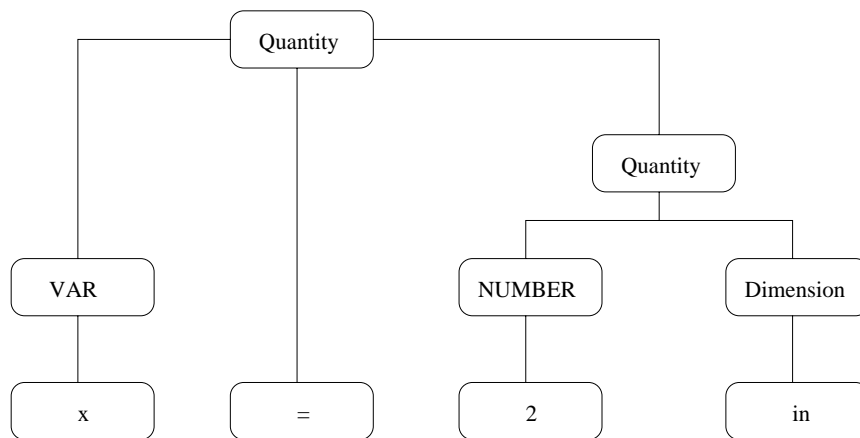 Quantity
Quantity
VAR
NUMBER
Dimension
x
=
2
in